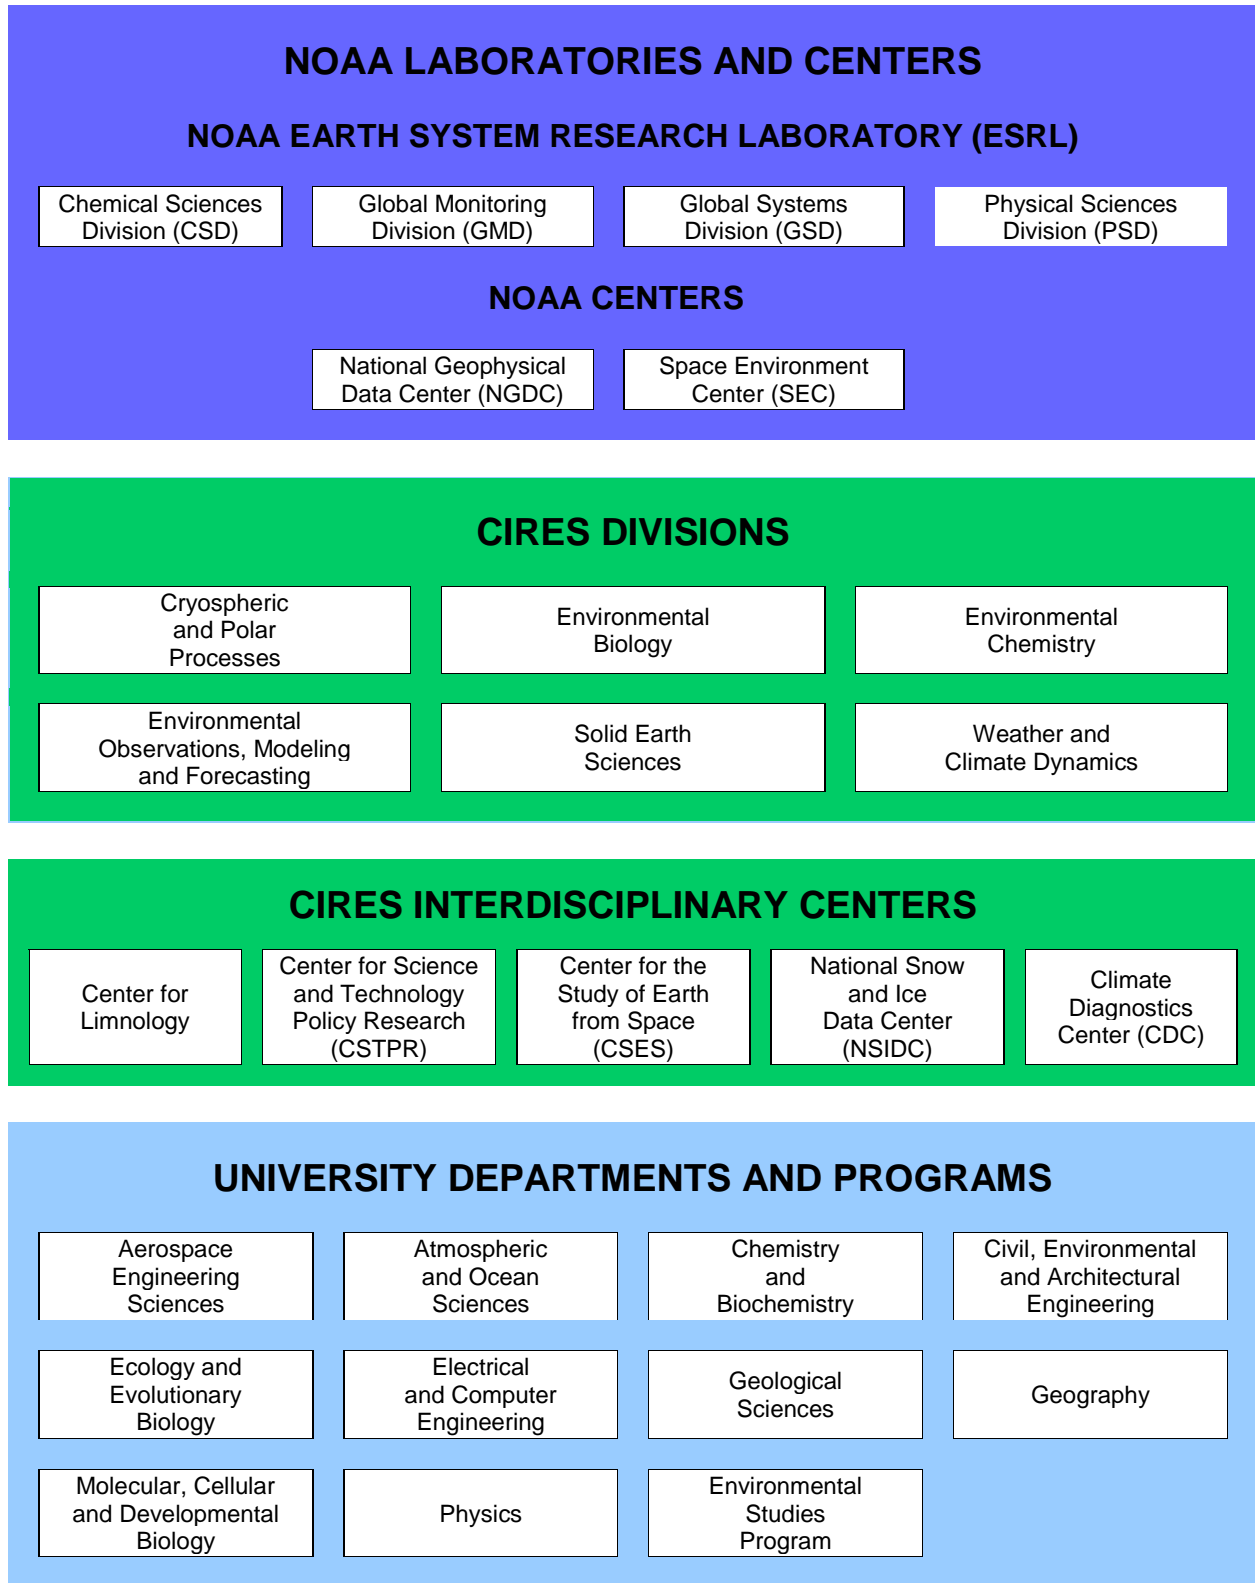 NOAA LABORATORIES AND CENTERS
NOAA EARTH SYSTEM RESEARCH LABORATORY (ESRL)
Chemical Sciences
Division (CSD)
Global Monitoring
Division (GMD)
Global Systems
Division (GSD)
Physical Sciences
Division (PSD)
NOAA CENTERS
National Geophysical
Data Center (NGDC)
Space Environment
Center (SEC)
CIRES DIVISIONS
Cryospheric
and Polar
Processes
Environmental
Biology
Environmental
Chemistry
Environmental
Observations, Modeling
and Forecasting
Solid Earth
Sciences
Weather and
Climate Dynamics
CIRES INTERDISCIPLINARY CENTERS
Center for
Limnology
Center for Science
and Technology
Policy Research
(CSTPR)
Center for the
Study of Earth
from Space
(CSES)
National Snow
and Ice
Data Center
(NSIDC)
Climate
Diagnostics
Center (CDC)
UNIVERSITY DEPARTMENTS AND PROGRAMS
Aerospace
Engineering
Sciences
Atmospheric
and Ocean
Sciences
Chemistry
and
Biochemistry
Civil, Environmental
and Architectural
Engineering
Ecology and
Evolutionary
Biology
Electrical
and Computer
Engineering
Geological
Sciences
Geography
Molecular, Cellular
and Developmental
Biology
Physics
Environmental
Studies
Program